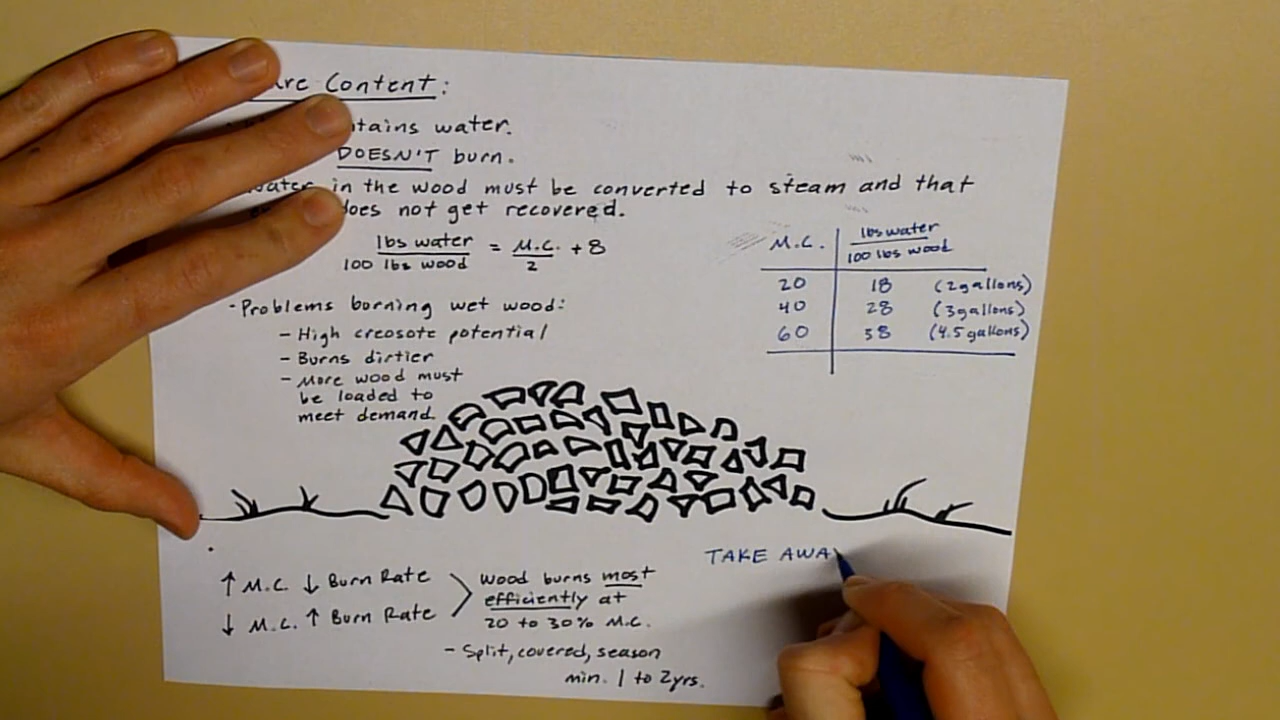 Content:
water.
DOESN'T burn.
in the wood must be converted to steam and that
does not get recovered.
lbs water = M.C. + 8
100 lbs wood 2
- Problems burning wet wood:
- High creosote potential
- Burns dirtier
- More wood must
be loaded to
meet demand.
M.C. lbs water
100 lbs wood
20 18 (2 gallons)
40 28 (3 gallons)
60 38 (4.5 gallons)
TAKE AWA
↑ M.C. ↓ Burn Rate
↓ M.C. ↑ Burn Rate
Wood burns most
efficiently at
20 to 30% M.C.
- Split, covered, season
min. 1 to 2 yrs.